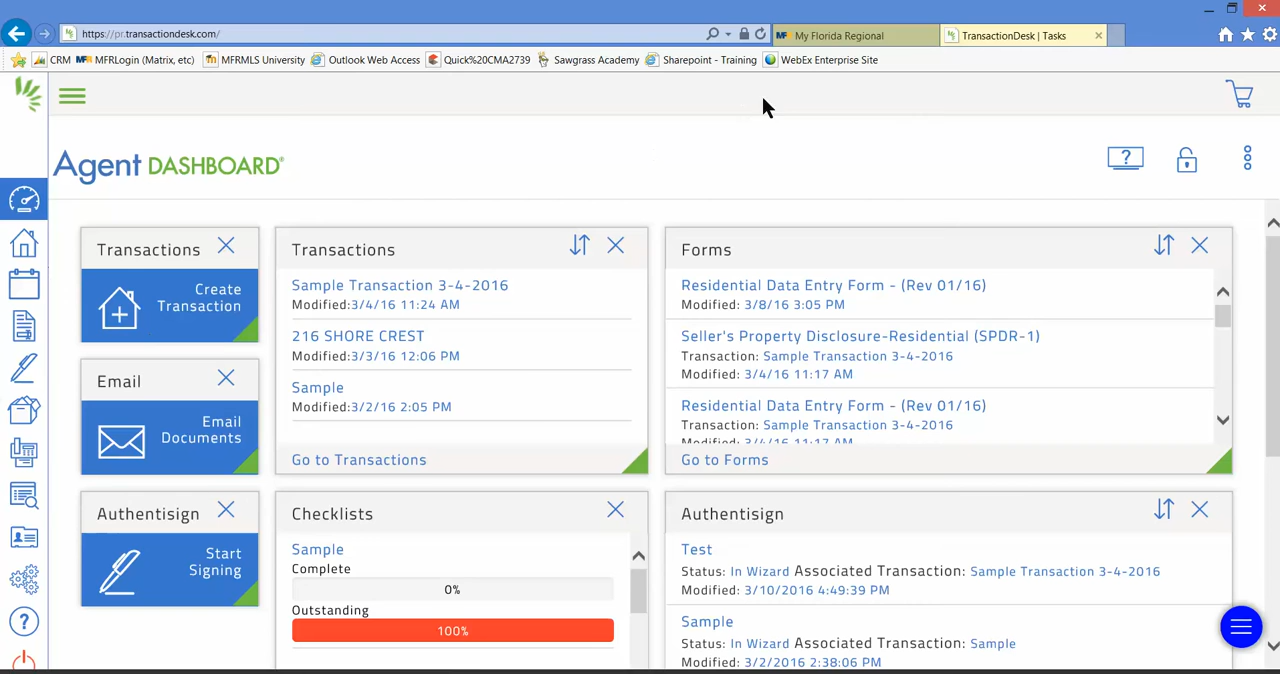 https://pr.transactiondesk.com/
MF My Florida Regional
TransactionDesk | Tasks
CRM
MFRLogin (Matrix, etc)
MFRMLS University
Outlook Web Access
Quick%20CMA2739
Sawgrass Academy
Sharepoint - Training
WebEx Enterprise Site
Agent DASHBOARD®
?
Transactions
Create
Transaction
Transactions
Sample Transaction 3-4-2016
Modified:3/4/16 11:24 AM
216 SHORE CREST
Modified:3/3/16 12:06 PM
Sample
Modified:3/2/16 2:05 PM
Go to Transactions
Forms
Residential Data Entry Form - (Rev 01/16)
Modified: 3/8/16 3:05 PM
Seller's Property Disclosure-Residential (SPDR-1)
Transaction: Sample Transaction 3-4-2016
Modified: 3/4/16 11:17 AM
Residential Data Entry Form - (Rev 01/16)
Transaction: Sample Transaction 3-4-2016
Modified: 3/4/16 11:17 AM
Go to Forms
Email
Email
Documents
Authentisign
Start
Signing
Checklists
Sample
Complete
0%
Outstanding
100%
Authentisign
Test
Status: In Wizard Associated Transaction: Sample Transaction 3-4-2016
Modified: 3/10/2016 4:49:39 PM
Sample
Status: In Wizard Associated Transaction: Sample
Modified: 3/2/2016 2:38:06 PM
?